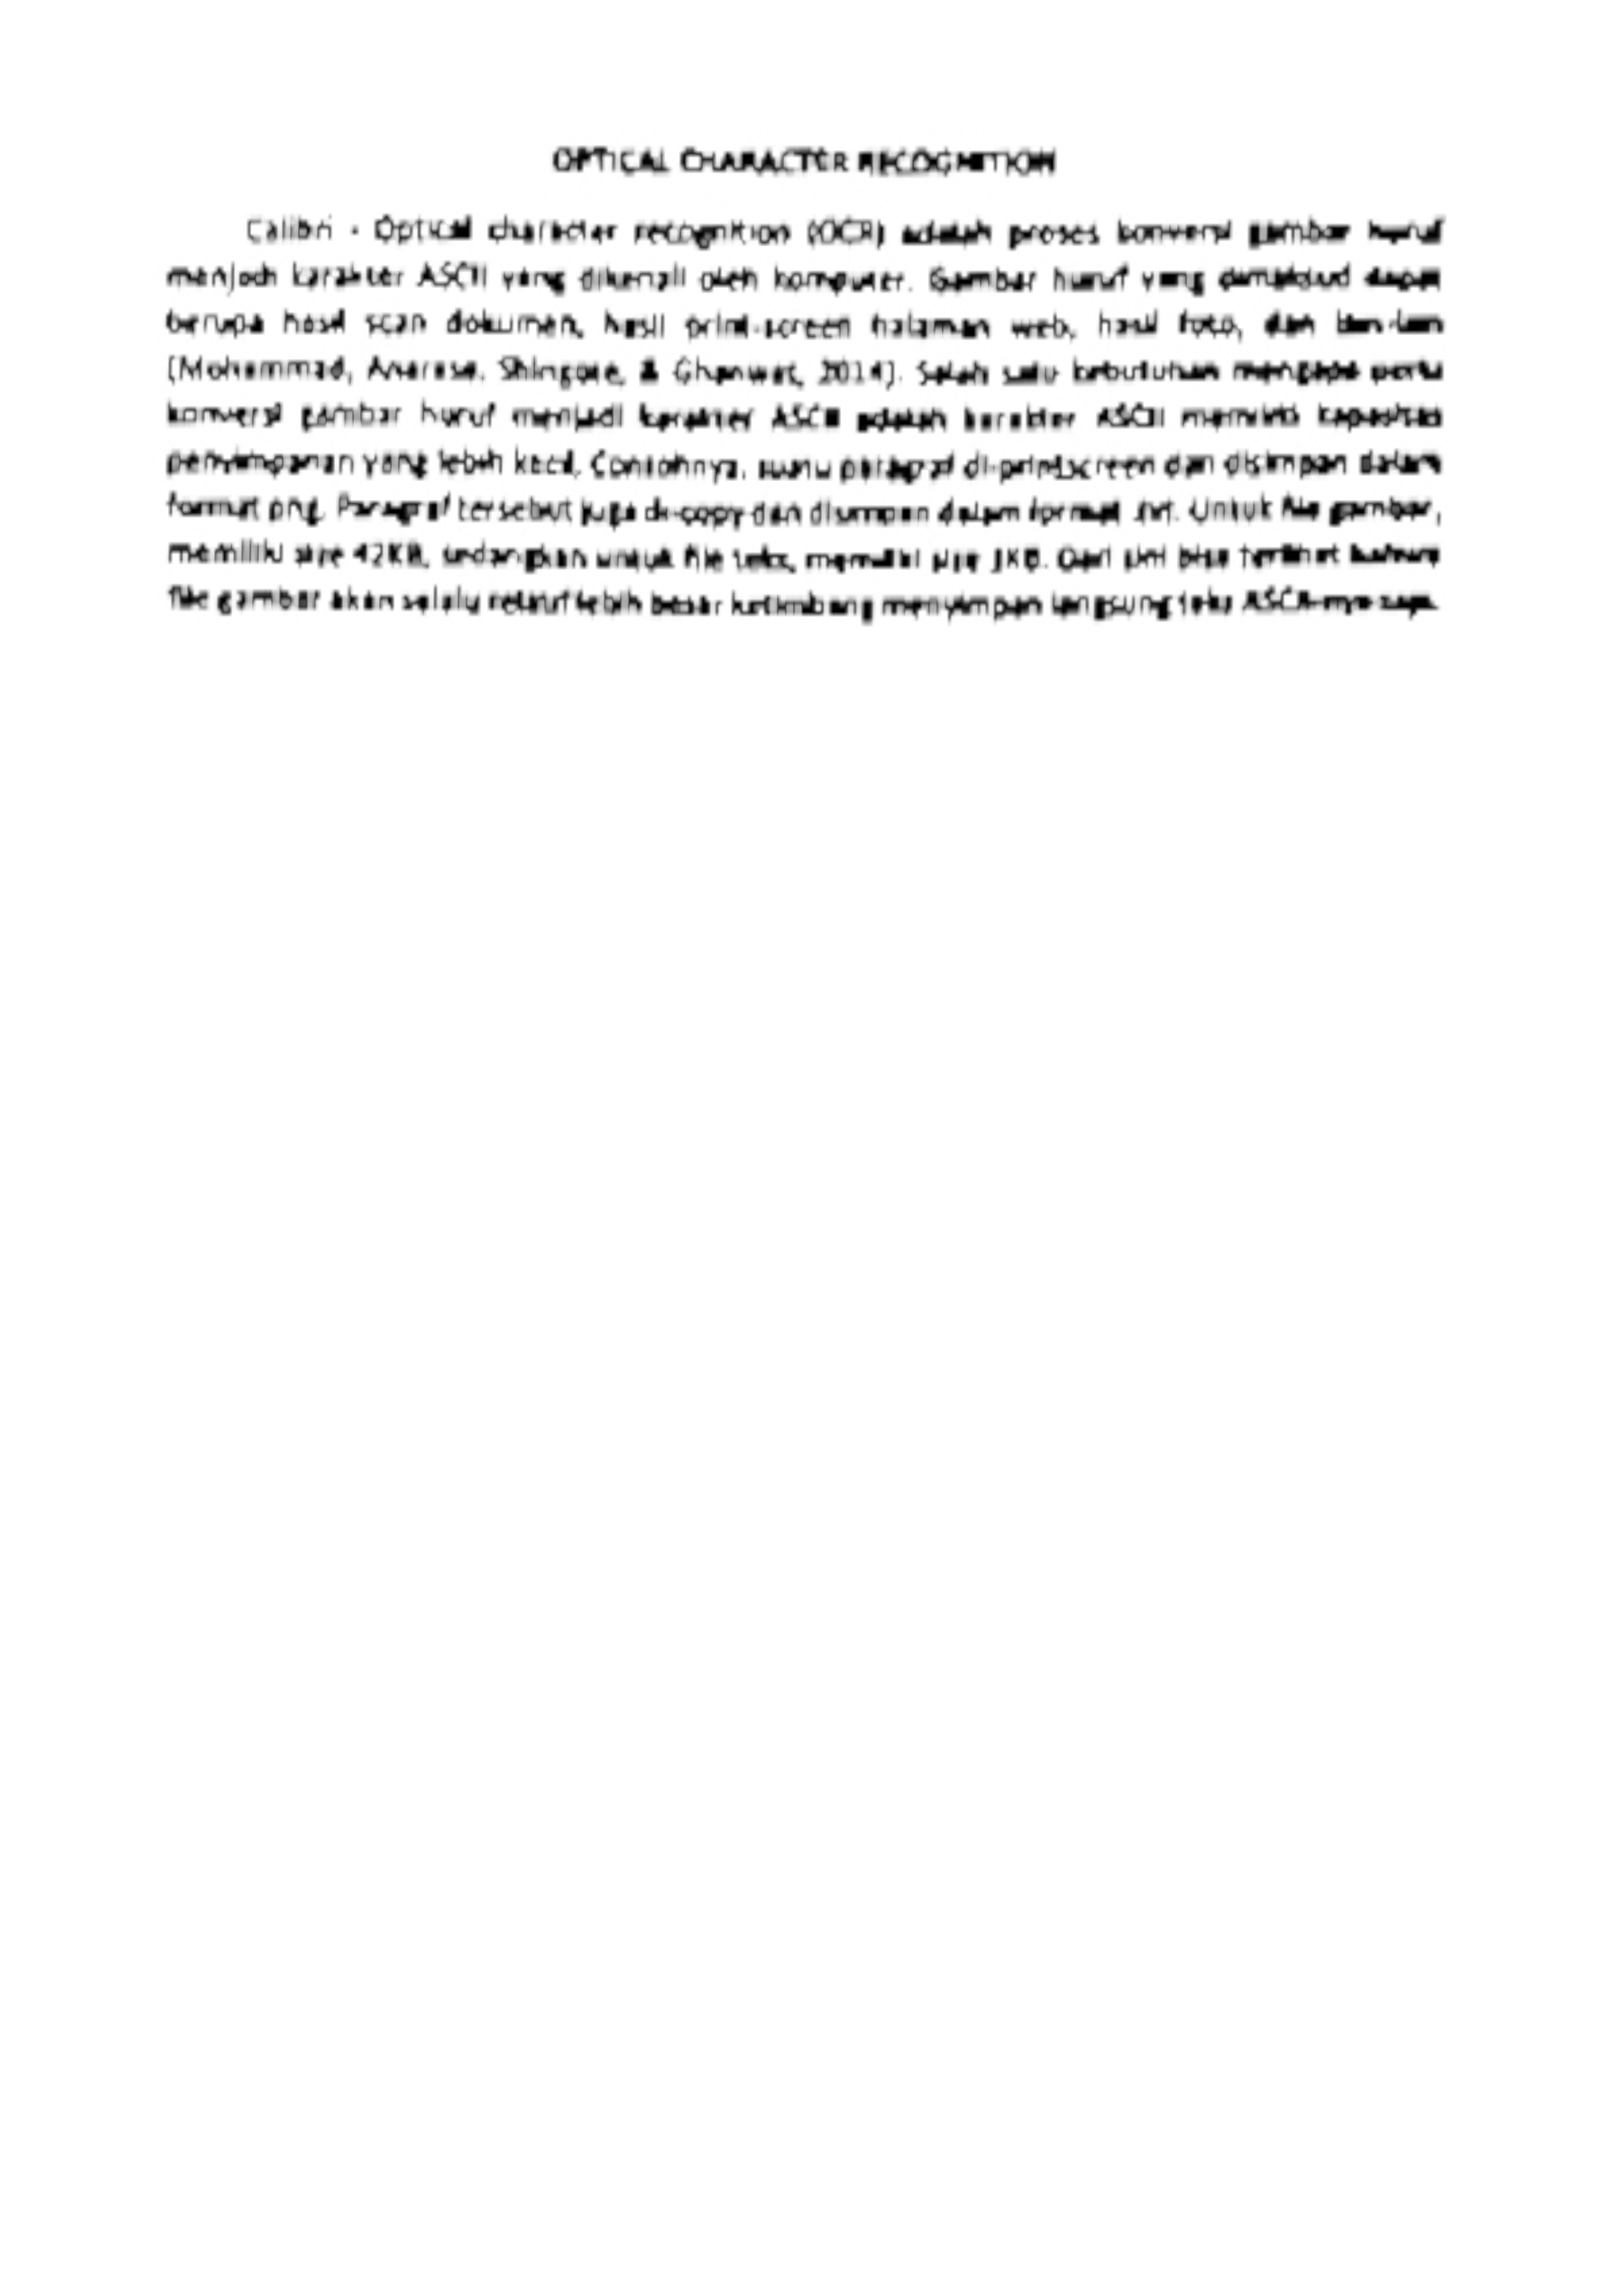 OPTICAL CHARACTER RECOGNITION
Calibri - Optical character recognition (OCR) adalah proses konversi gambar huruf
menjadi karakter ASCII yang dikenali oleh komputer. Gambar huruf yang dimaksud dapat
berupa hasil scan dokumen, hasil print-screen halaman web, hasil foto, dan lain-lain
(Mohammad, Anarase, Shingote, & Ghanwat, 2014). Salah satu kebutuhan mengapa perlu
konversi gambar huruf menjadi karakter ASCII adalah karakter ASCII memiliki kapasitas
penyimpanan yang lebih kecil. Contohnya, suatu paragraf di-printscreen dan disimpan dalam
format png. Paragraf tersebut juga di-copy dan disimpan dalam format .txt. Untuk file gambar,
memiliki size 42KB, sedangkan untuk file teks, memiliki size Dari sini bisa terlihat bahwa
file gambar akan selalu relatif lebih besar ketimbang menyimpan langsung teks ASCII-nya saja.